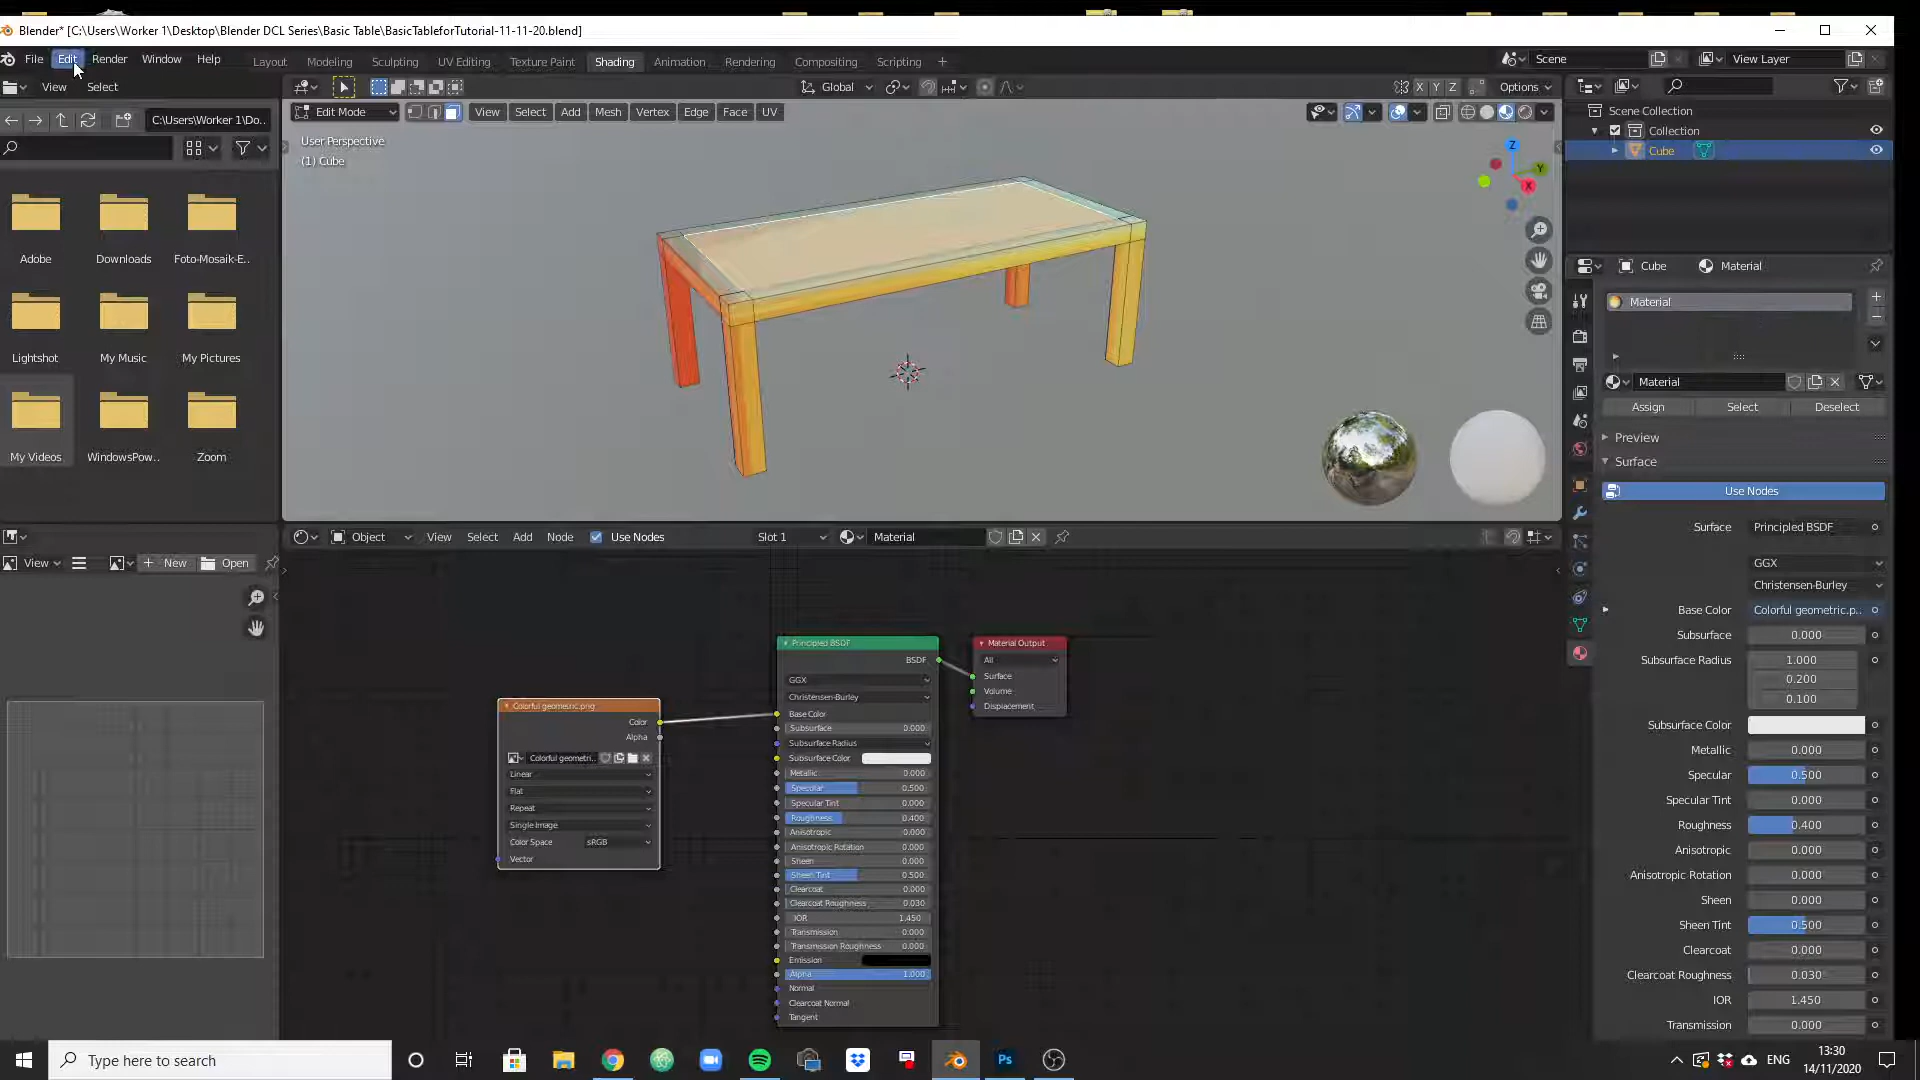 Blender* [C:\Users\Worker 1\Desktop\Blender DCL Series\Basic Table\BasicTableforTutorial-11-11-20.blend]
File Edit Render Window Help
Layout Modeling Sculpting UV Editing Texture Paint Shading Animation Rendering Compositing Scripting +
Scene
View Layer
View Select
Global
X Y Z
Options
C:\Users\Worker 1\Do..
Edit Mode
View Select Add Mesh Vertex Edge Face UV
User Perspective
(1) Cube
Z
Y
X
Adobe
Downloads
Foto-Mosaik-E..
Lightshot
My Music
My Pictures
My Videos
WindowsPow..
Zoom
Scene Collection
Collection
Cube
Cube
Material
Material
Material
Assign
Select
Deselect
Preview
Surface
Use Nodes
Surface
Principled BSDF
GGX
Christensen-Burley
Base Color
Colorful geometric.p..
Subsurface
0.000
Subsurface Radius
1.000
0.200
0.100
Subsurface Color
Metallic
0.000
Specular
0.500
Specular Tint
0.000
Roughness
0.400
Anisotropic
0.000
Anisotropic Rotation
0.000
Sheen
0.000
Sheen Tint
0.500
Clearcoat
0.000
Clearcoat Roughness
0.030
IOR
1.450
Transmission
0.000
View
New
Open
Object
View Select Add Node
Use Nodes
Slot 1
Material
Colorful geometric.png
Color
Alpha
Colorful geometri..
Linear
Flat
Repeat
Single Image
Color Space sRGB
Vector
Principled BSDF
BSDF
GGX
Christensen-Burley
Base Color
Subsurface 0.000
Subsurface Radius
Subsurface Color
Metallic 0.000
Specular 0.500
Specular Tint 0.000
Roughness 0.400
Anisotropic 0.000
Anisotropic Rotation 0.000
Sheen 0.000
Sheen Tint 0.500
Clearcoat 0.000
Clearcoat Roughness 0.030
IOR 1.450
Transmission 0.000
Transmission Roughness 0.000
Emission
Alpha 1.000
Normal
Clearcoat Normal
Tangent
Material Output
All
Surface
Volume
Displacement
Type here to search
Ps
ENG
13:30
14/11/2020